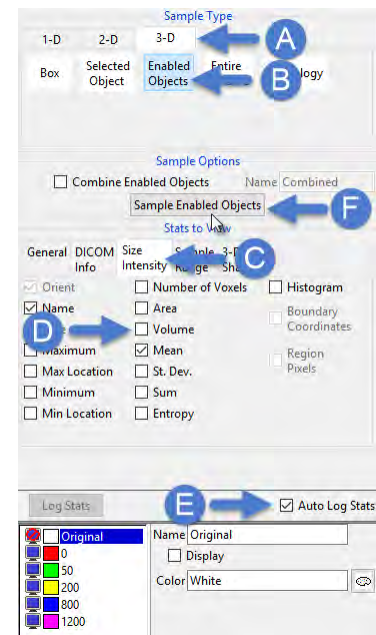 Sample Type
1-D 2-D 3-D A
Box Selected Object Enabled Objects Entire B
Sample Options
Combine Enabled Objects Name Combined
Sample Enabled Objects F
Stats to View
General DICOM Info Size Intensity C
Orient Number of Voxels Histogram
Name Area Boundary Coordinates
D Volume
Maximum Mean Region Pixels
Max Location St. Dev.
Minimum Sum
Min Location Entropy
Log Stats E Auto Log Stats
Original Name Original
0 Display
50 Color White
200
800
1200